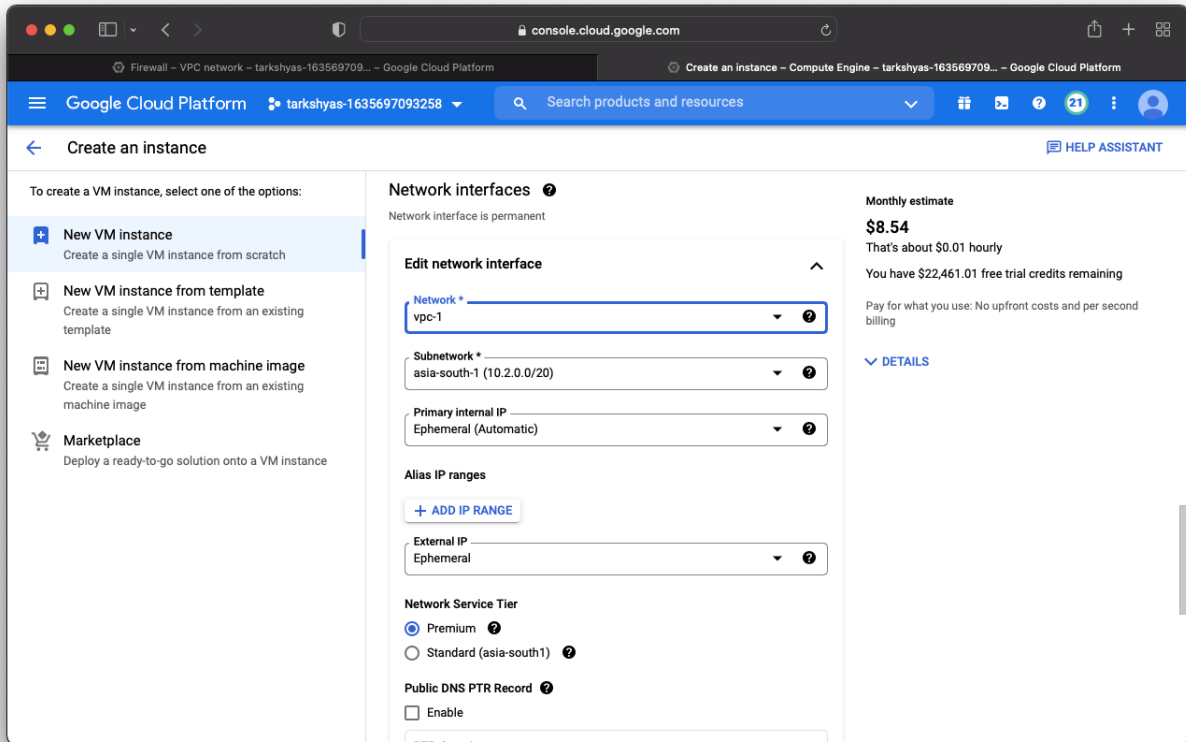 console.cloud.google.com
Firewall – VPC network – tarkshyas-163569709... – Google Cloud Platform
Create an instance – Compute Engine – tarkshyas-163569709... – Google Cloud Platform
Google Cloud Platform
tarkshyas-1635697093258
Search products and resources
21
Create an instance
HELP ASSISTANT
To create a VM instance, select one of the options:
New VM instance
Create a single VM instance from scratch
New VM instance from template
Create a single VM instance from an existing
template
New VM instance from machine image
Create a single VM instance from an existing
machine image
Marketplace
Deploy a ready-to-go solution onto a VM instance
Network interfaces
Network interface is permanent
Edit network interface
Network *
vpc-1
Subnetwork *
asia-south-1 (10.2.0.0/20)
Primary internal IP
Ephemeral (Automatic)
Alias IP ranges
+ ADD IP RANGE
External IP
Ephemeral
Network Service Tier
Premium
Standard (asia-south1)
Public DNS PTR Record
Enable
Monthly estimate
$8.54
That's about $0.01 hourly
You have $22,461.01 free trial credits remaining
Pay for what you use: No upfront costs and per second
billing
DETAILS